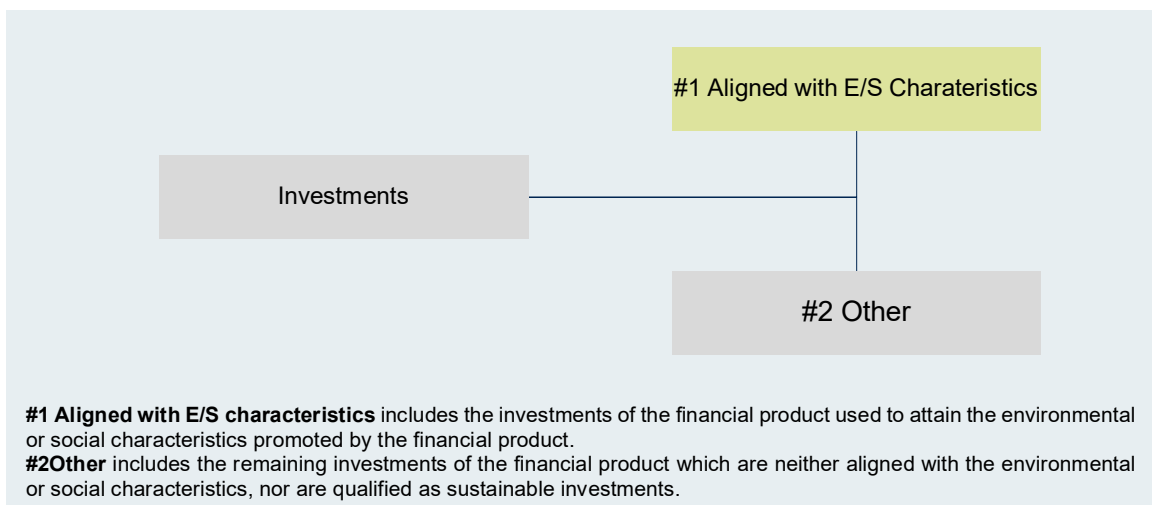 #1 Aligned with E/S Charateristics
Investments
#2 Other
#1 Aligned with E/S characteristics includes the investments of the financial product used to attain the environmental
or social characteristics promoted by the financial product.
#2Other includes the remaining investments of the financial product which are neither aligned with the environmental
or social characteristics, nor are qualified as sustainable investments.